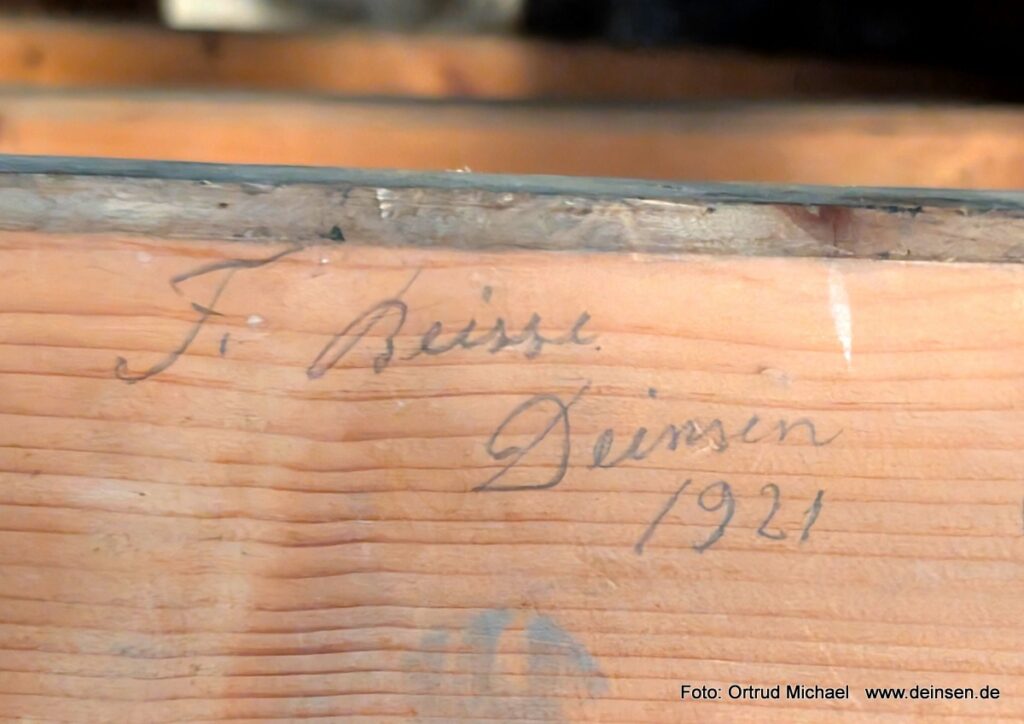 F. Beisse.
Deinsen
1921
Foto: Ortrud Michael www.deinsen.de